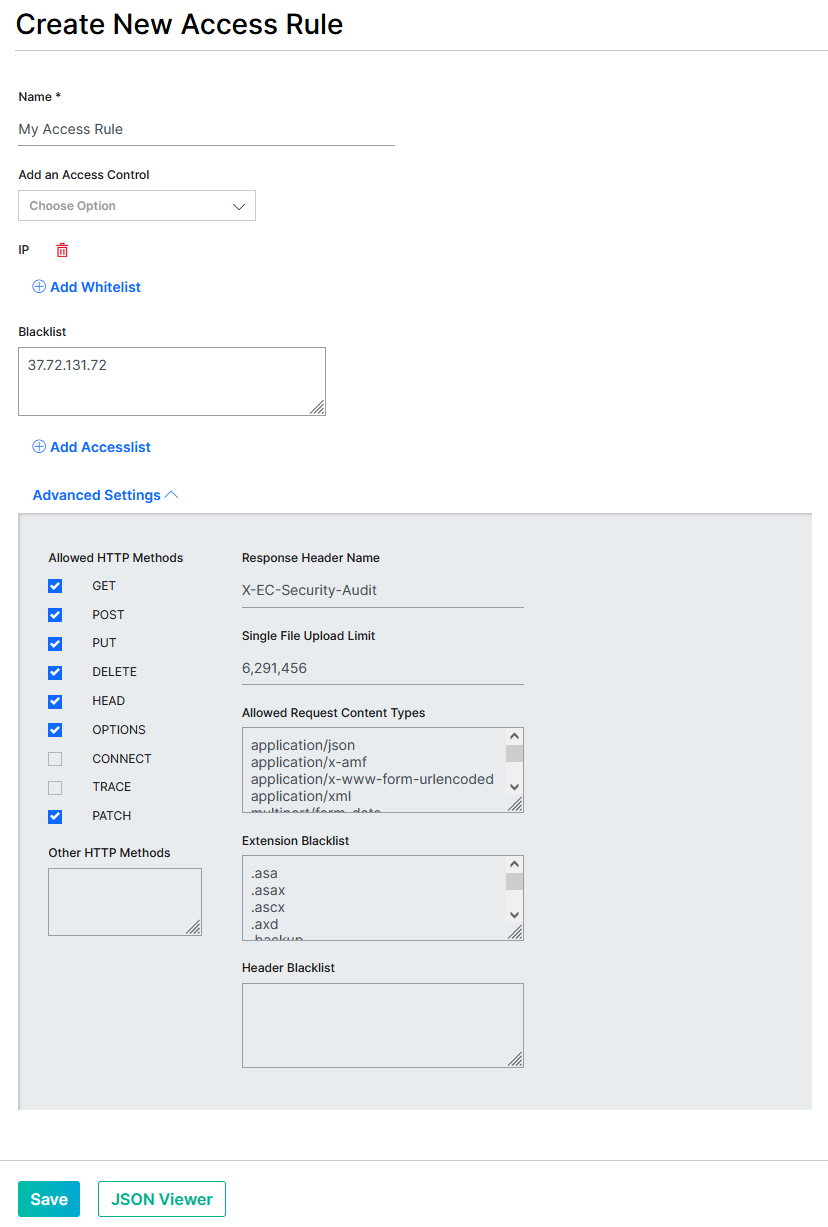 Create New Access Rule
Name *
My Access Rule
Add an Access Control
Choose Option
IP
Add Whitelist
Blacklist
37.72.131.72
Add Accesslist
Advanced Settings
Allowed HTTP Methods
GET
POST
PUT
DELETE
HEAD
OPTIONS
CONNECT
TRACE
PATCH
Other HTTP Methods
Response Header Name
X-EC-Security-Audit
Single File Upload Limit
6,291,456
Allowed Request Content Types
application/json
application/x-amf
application/x-www-form-urlencoded
application/xml
multipart/form-data
Extension Blacklist
.asa
.asax
.ascx
.axd
.backup
Header Blacklist
Save
JSON Viewer